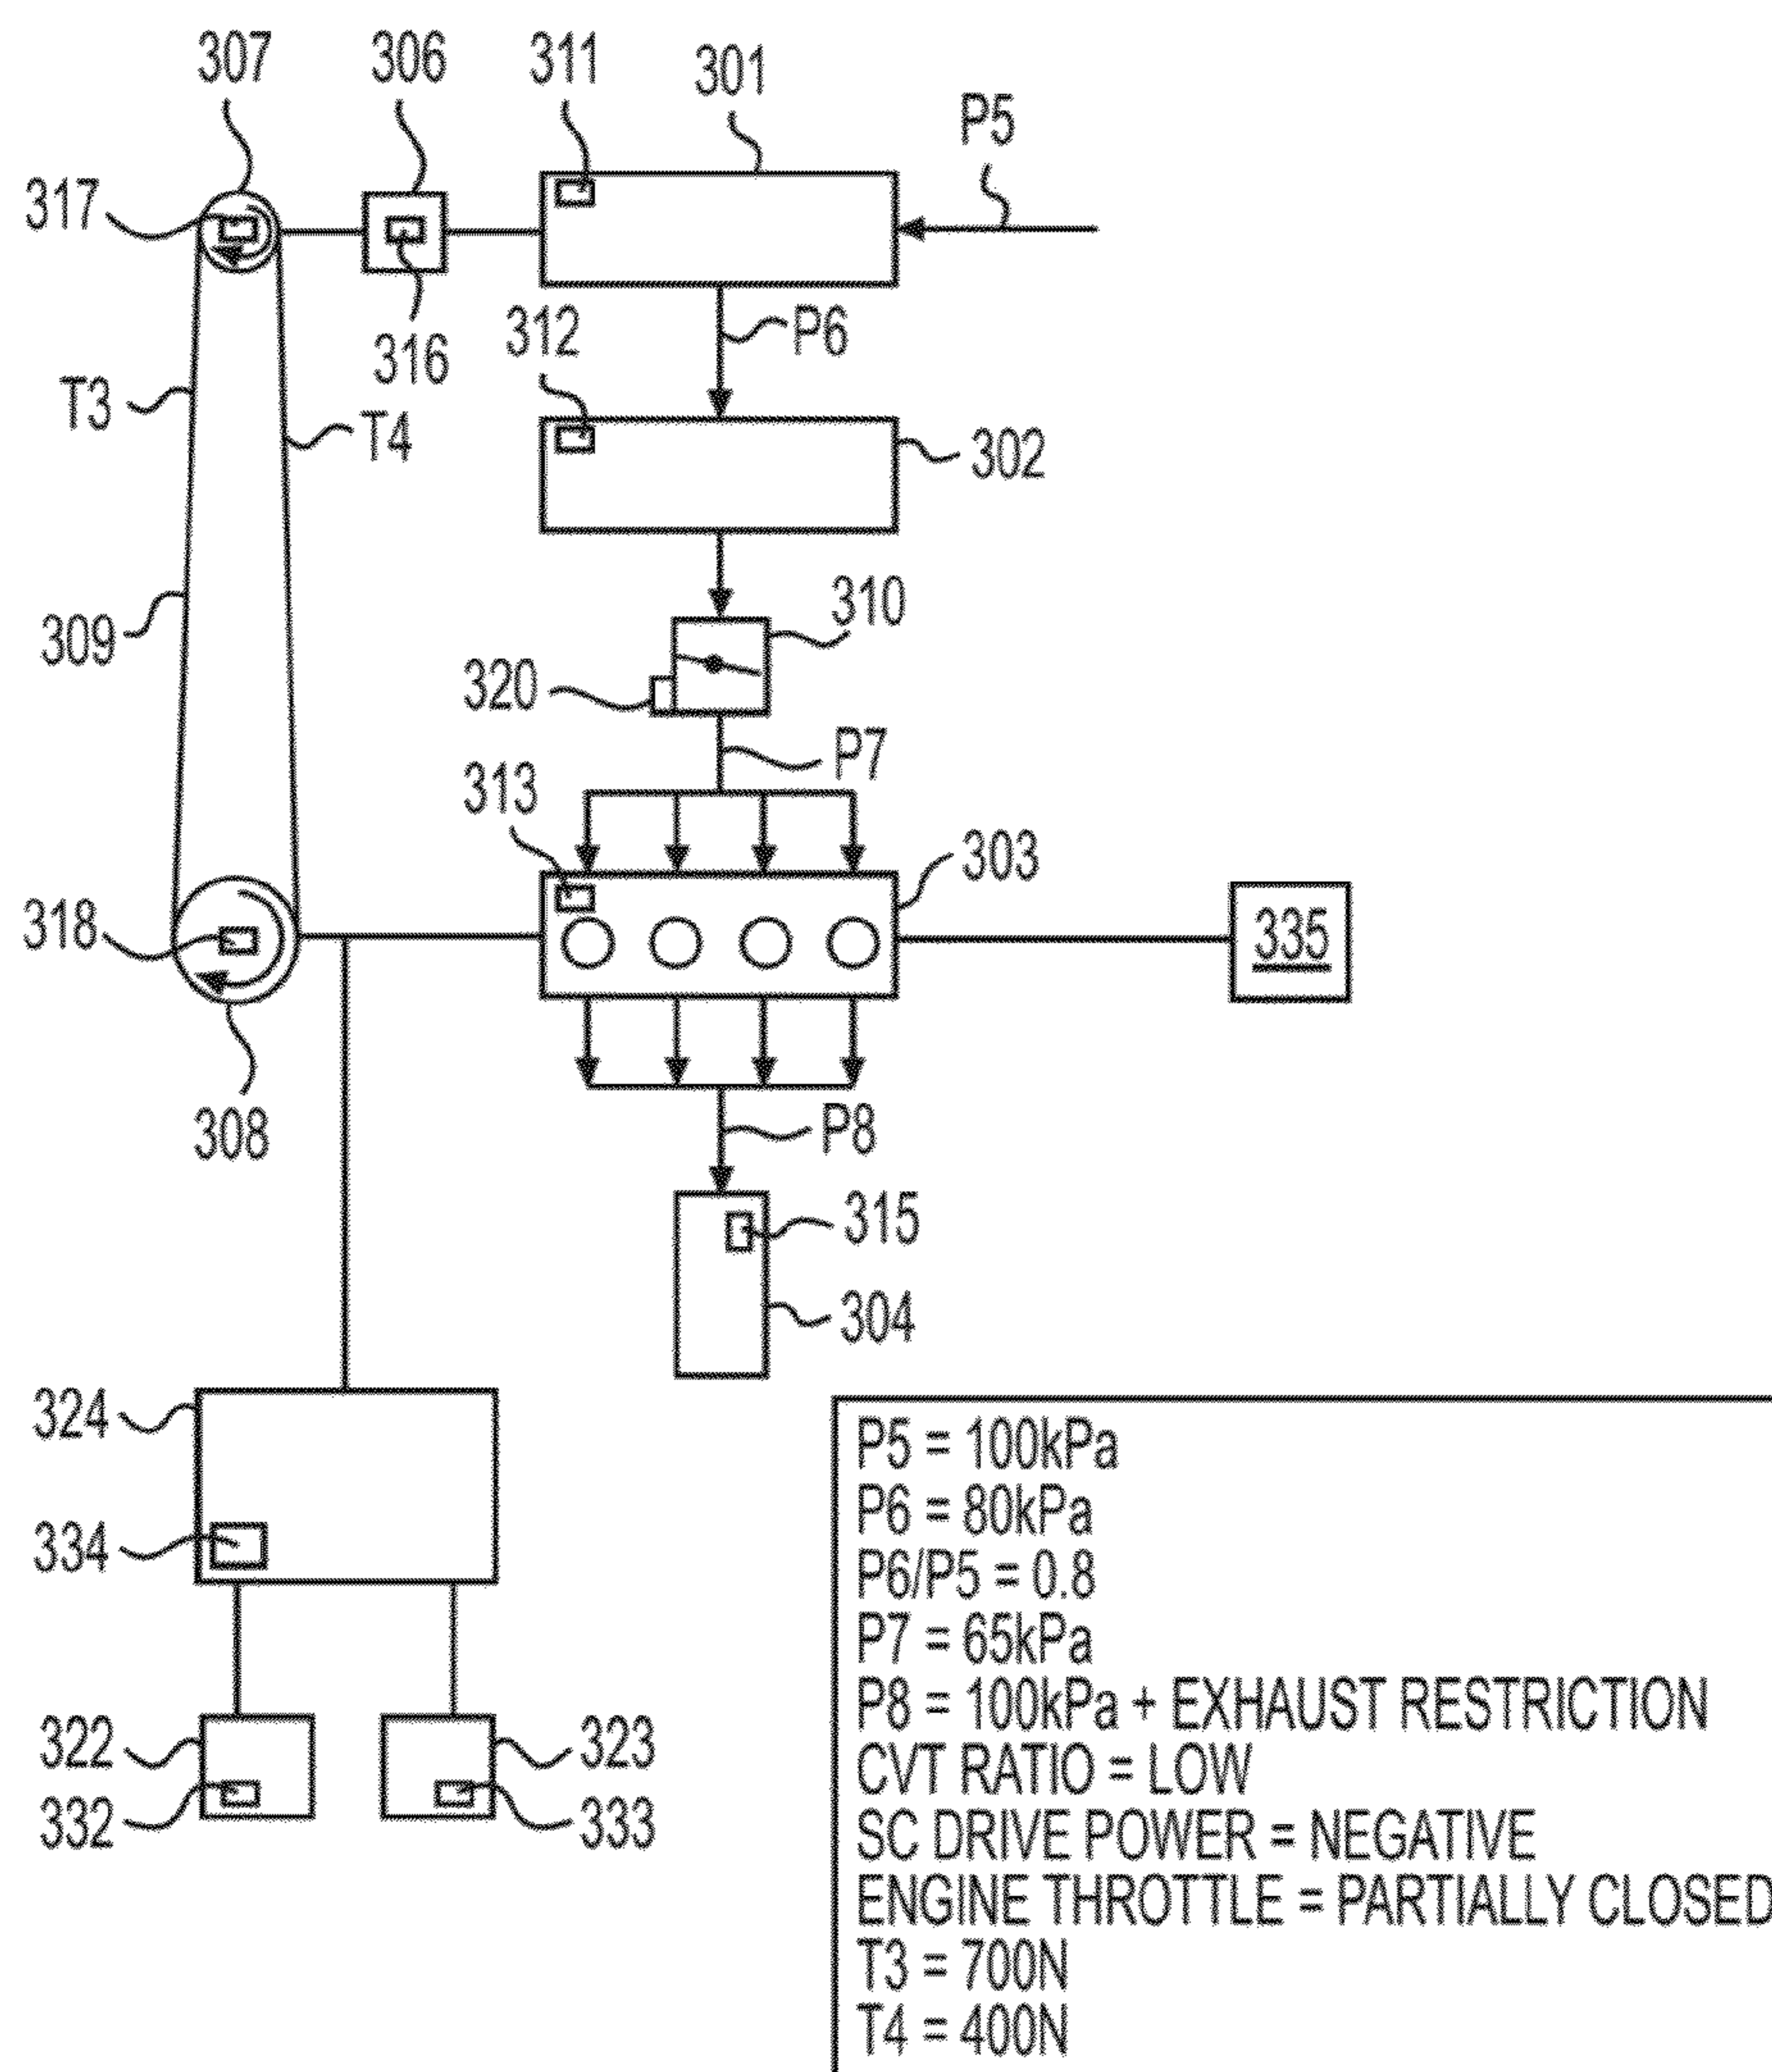 307
306
311
301
P5
317
316
312
P6
T3
T4
302
309
310
320
P7
313
303
318
335
308
P8
315
304
324
334
322
323
332
333
P5 = 100kPa
P6 = 80kPa
P6/P5 = 0.8
P7 = 65kPa
P8 = 100kPa + EXHAUST RESTRICTION
CVT RATIO = LOW
SC DRIVE POWER = NEGATIVE
ENGINE THROTTLE = PARTIALLY CLOSED
T3 = 700N
T4 = 400N